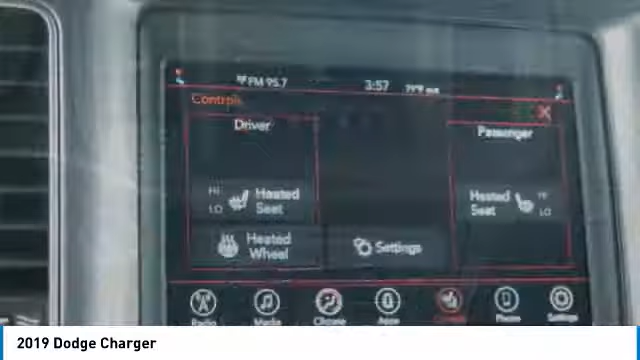 FM 95.7 3:57
Controls
Driver Passenger
HI
LO
Heated
Seat
Heated
Seat
HI
LO
Heated
Wheel
Settings
Radio Media Climate Apps Controls Phone Settings
2019 Dodge Charger